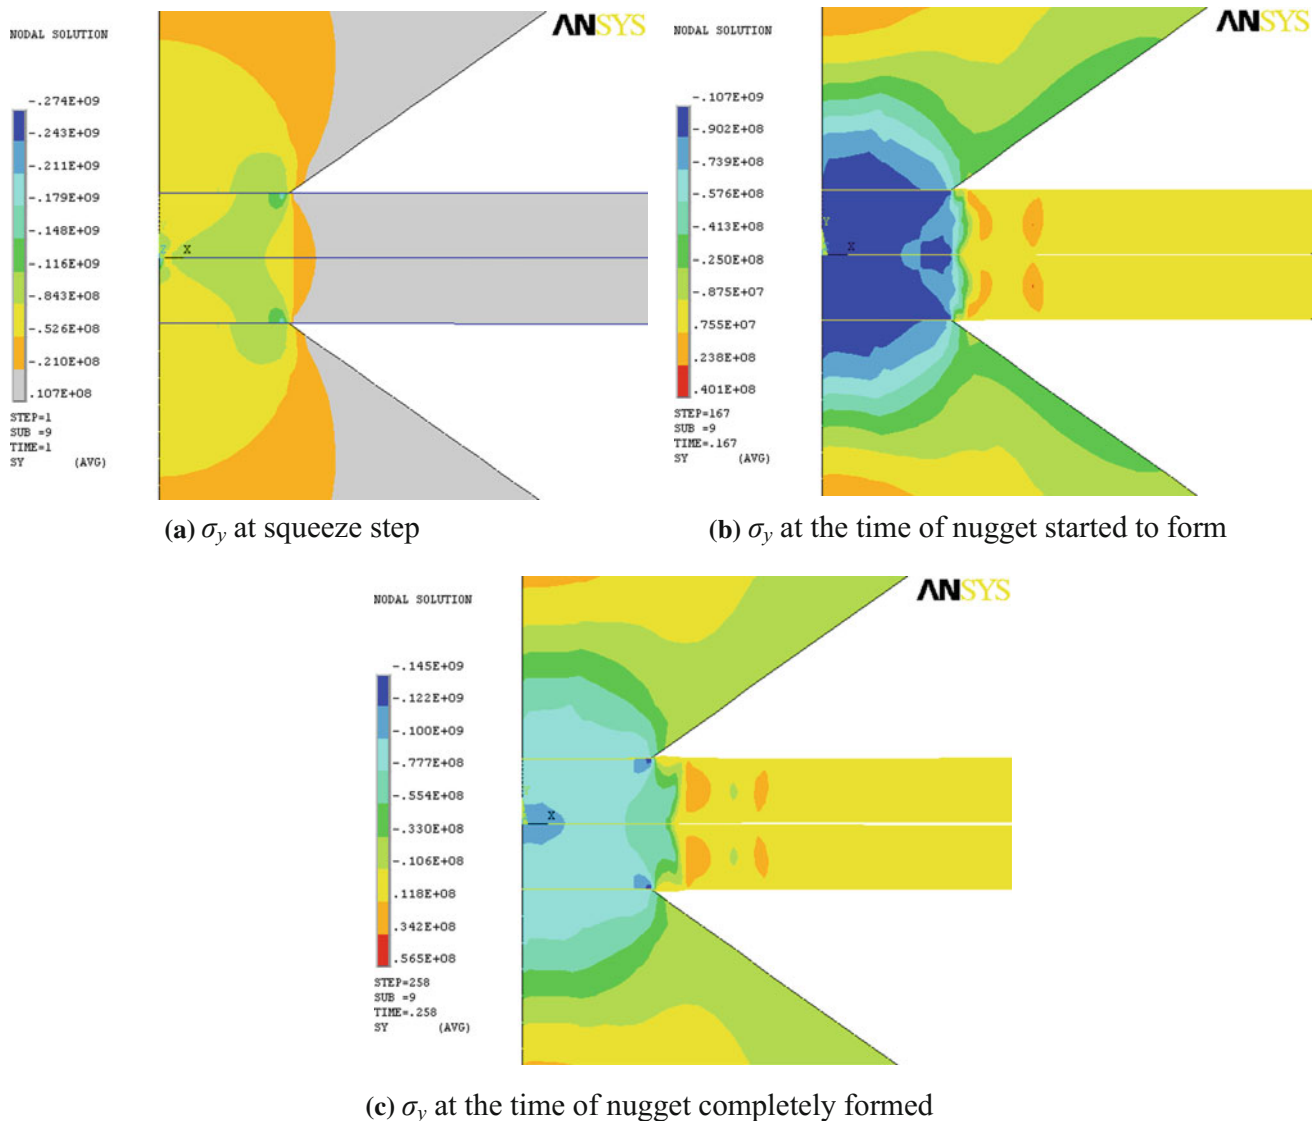 NODAL SOLUTION
ANSYS
-.274E+09
-.243E+09
-.211E+09
-.179E+09
-.148E+09
-.116E+09
-.843E+08
-.526E+08
-.210E+08
.107E+08
STEP=1
SUB =9
TIME=1
SY (AVG)
Z X
(a) σy at squeeze step
NODAL SOLUTION
ANSYS
-.107E+09
-.902E+08
-.739E+08
-.576E+08
-.413E+08
-.250E+08
-.875E+07
.755E+07
.238E+08
.401E+08
STEP=167
SUB =9
TIME=.167
SY (AVG)
Y
X
(b) σy at the time of nugget started to form
NODAL SOLUTION
ANSYS
-.145E+09
-.122E+09
-.100E+09
-.777E+08
-.554E+08
-.330E+08
-.106E+08
.118E+08
.342E+08
.565E+08
STEP=258
SUB =9
TIME=.258
SY (AVG)
X
(c) σy at the time of nugget completely formed